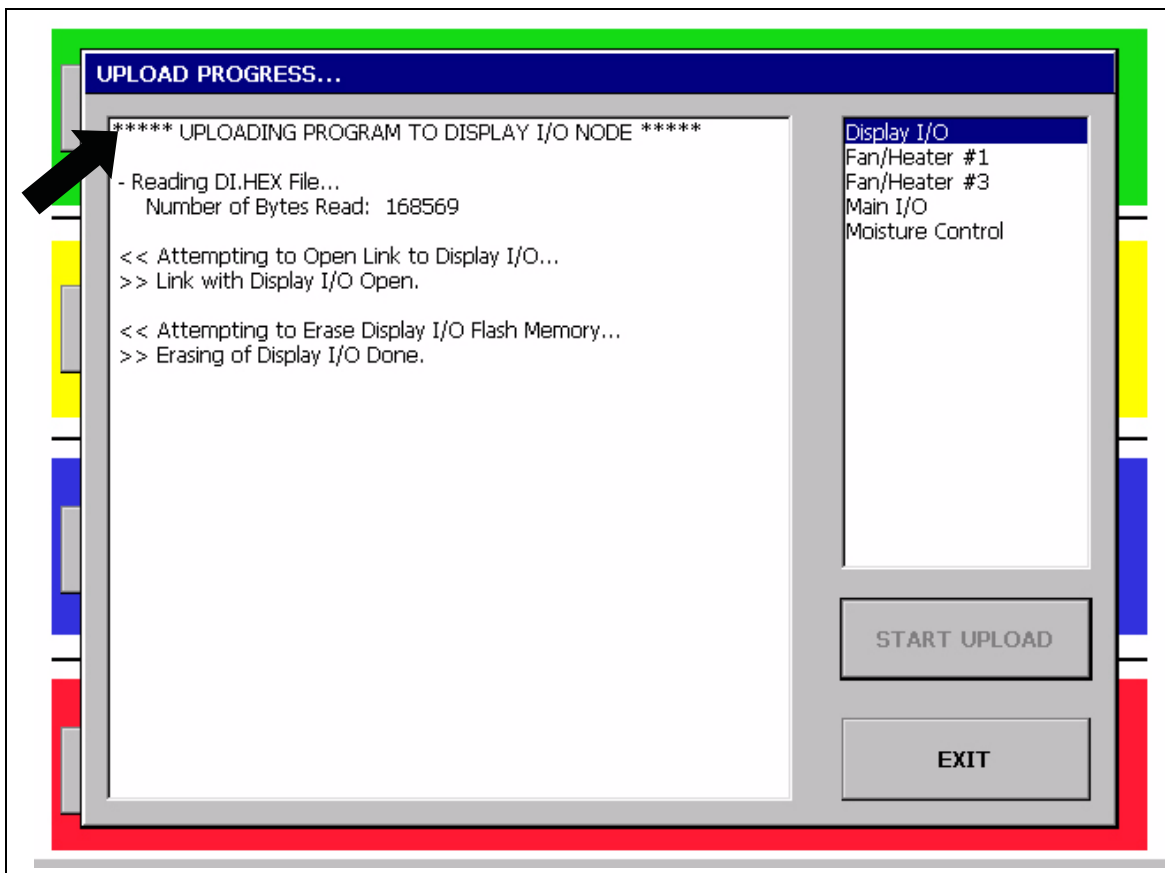 UPLOAD PROGRESS...
***** UPLOADING PROGRAM TO DISPLAY I/O NODE *****
- Reading DI.HEX File...
Number of Bytes Read: 168569
<< Attempting to Open Link to Display I/O...
>> Link with Display I/O Open.
<< Attempting to Erase Display I/O Flash Memory...
>> Erasing of Display I/O Done.
Display I/O
Fan/Heater #1
Fan/Heater #3
Main I/O
Moisture Control
START UPLOAD
EXIT